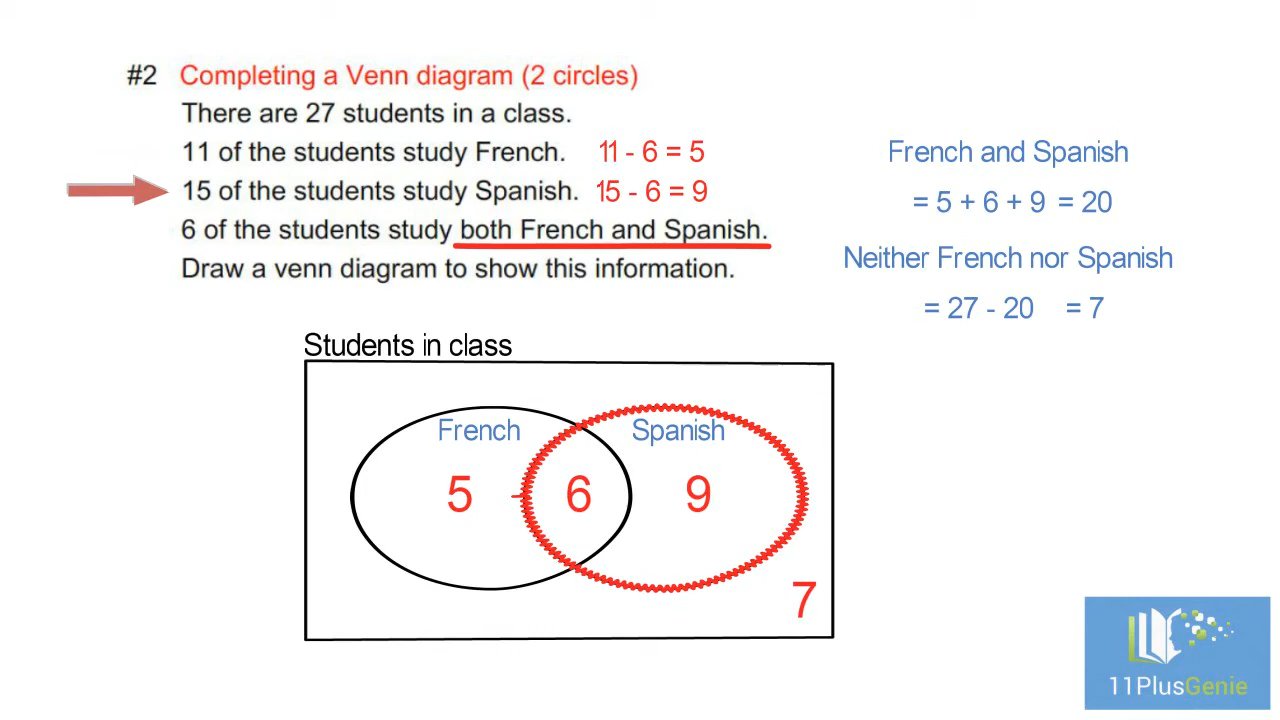 #2 Completing a Venn diagram (2 circles)
There are 27 students in a class.
11 of the students study French. 11 - 6 = 5
15 of the students study Spanish. 15 - 6 = 9
6 of the students study both French and Spanish.
Draw a venn diagram to show this information.
French and Spanish
= 5 + 6 + 9 = 20
Neither French nor Spanish
= 27 - 20 = 7
Students in class
French Spanish
5 6 9
7
11PlusGenie